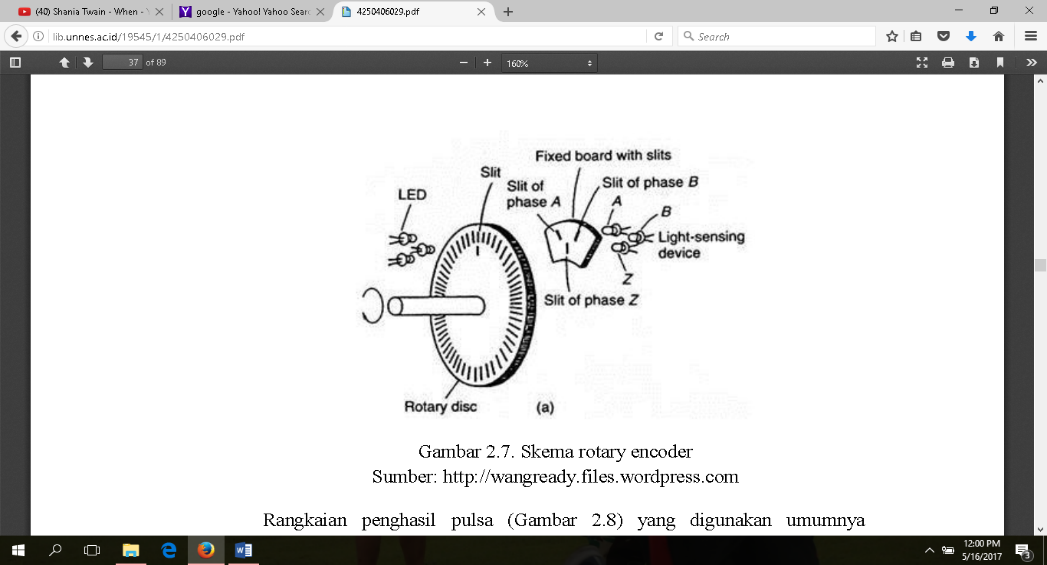 (40) Shania Twain - When - Y
google - Yahoo! Yahoo Searc
4250406029.pdf
lib.unnes.ac.id/19545/1/4250406029.pdf
Search
37 of 89
160%
Fixed board with slits
Slit
Slit of
phase A
Slit of phase B
LED
A
B
Light-sensing
device
Z
Slit of phase Z
Rotary disc
(a)
Gambar 2.7. Skema rotary encoder
Sumber: http://wangready.files.wordpress.com
Rangkaian penghasil pulsa (Gambar 2.8) yang digunakan umumnya
12:00 PM
5/16/2017
3